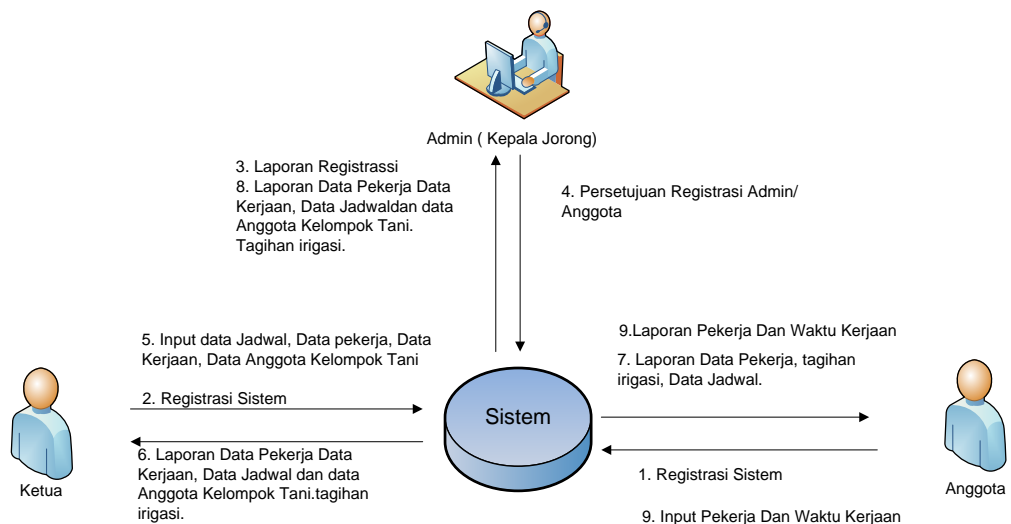 Admin ( Kepala Jorong)
3. Laporan Registrassi
8. Laporan Data Pekerja Data
Kerjaan, Data Jadwaldan data
Anggota Kelompok Tani.
Tagihan irigasi.
4. Persetujuan Registrasi Admin/
Anggota
5. Input data Jadwal, Data pekerja, Data
Kerjaan, Data Anggota Kelompok Tani
2. Registrasi Sistem
9.Laporan Pekerja Dan Waktu Kerjaan
7. Laporan Data Pekerja, tagihan
irigasi, Data Jadwal.
Sistem
6. Laporan Data Pekerja Data
Kerjaan, Data Jadwal dan data
Anggota Kelompok Tani.tagihan
irigasi.
Ketua
1. Registrasi Sistem
9. Input Pekerja Dan Waktu Kerjaan
Anggota